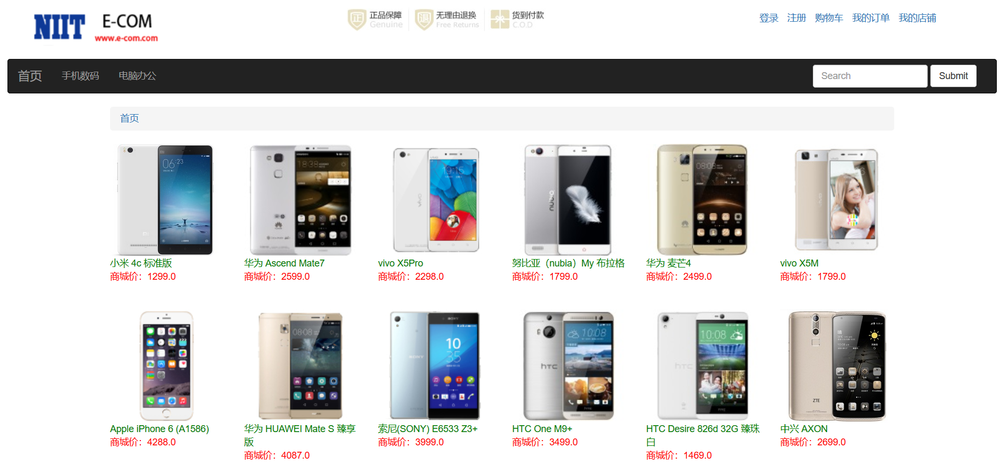 NIIT E-COM
www.e-com.com
正 正品保障 Genuine
退 无理由退换 Free Returns
货到付款 C.O.D
登录 注册 购物车 我的订单 我的店铺
首页 手机数码 电脑办公 Search Submit
首页
小米 4c 标准版
商城价：1299.0
华为 Ascend Mate7
商城价：2599.0
vivo X5Pro
商城价：2298.0
努比亚（nubia）My 布拉格
商城价：1799.0
华为 麦芒4
商城价：2499.0
vivo X5M
商城价：1799.0
Apple iPhone 6 (A1586)
商城价：4288.0
华为 HUAWEI Mate S 臻享
版
商城价：4087.0
索尼(SONY) E6533 Z3+
商城价：3999.0
HTC One M9+
商城价：3499.0
HTC Desire 826d 32G 臻珠
白
商城价：1469.0
中兴 AXON
商城价：2699.0